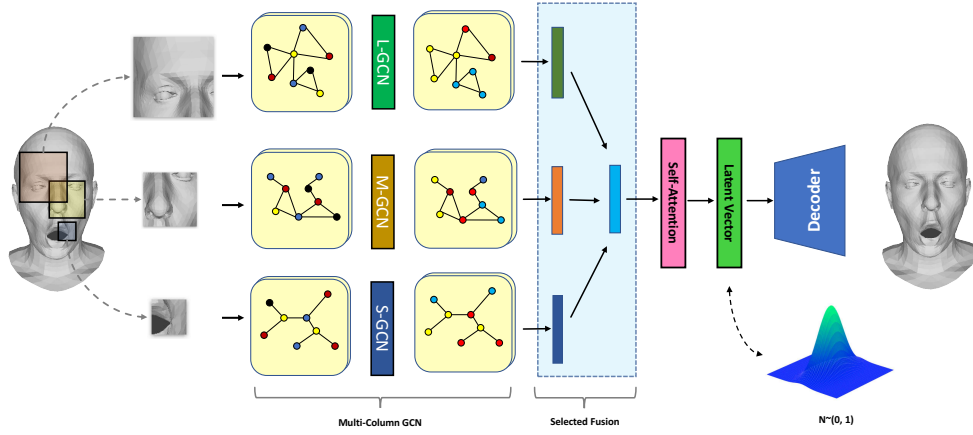 L-GCN
M-GCN
S-GCN
Self-Attention
Latent Vector
Decoder
Multi-Column GCN
Selected Fusion
N~(0, 1)